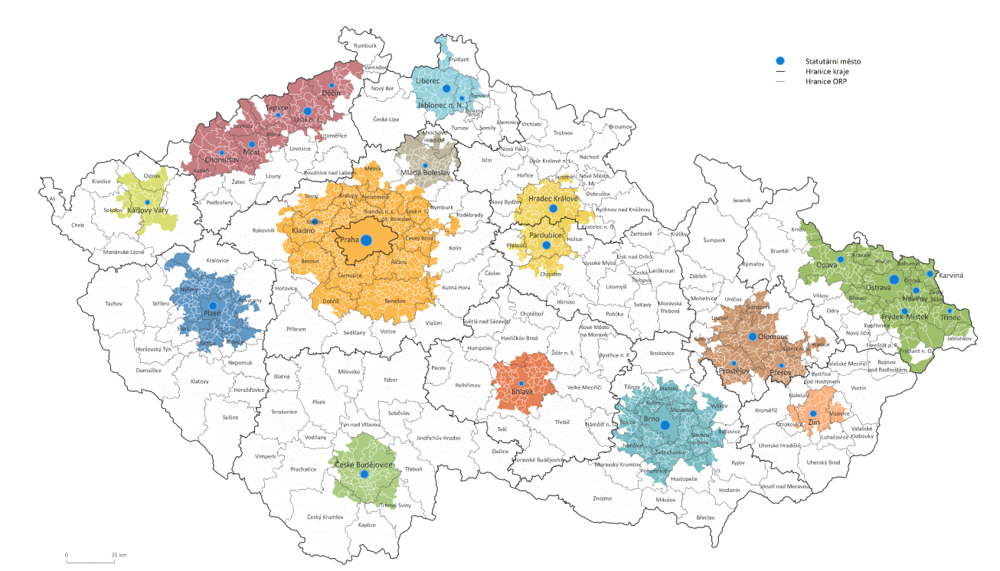 Statutární město
Hranice kraje
Hranice ORP
Rumburk
Varnsdorf
Frýdlant
Děčín
Liberec
Nový Bor
Tanvald
Jablonec n. N.
Železný
Brod
Teplice
Ústí n. L.
Česká Lípa
Litvínov
Bílina
Litoměřice
Turnov
Semily
Jilemnice
Vrchlabí
Trutnov
Broumov
Mnichovo
Hradiště
Most
Lovosice
Chomutov
Nová Paka
Náchod
Jičín
Dvůr Králové n. L.
Kadaň
Ostrov
Louny
Roudnice nad Labem
Mělník
Mladá Boleslav
Hořice
Jaroměř
Nové Město
n. M.
Kraslice
Žatec
Aš
Podbořany
Slaný
Kralupy
n. V.
Neratovice
Hradec Králové
Dobruška
Nový Bydžov
Jeseník
Sokolov
Karlovy Vary
Brandýs n. L.
St. Boleslav
Lysá n. L.
Nymburk
Poděbrady
Rychnov nad Kněžnou
Cheb
Kladno
Kladno
Rakovník
Kostelec n. O.
Krnov
Praha
Český Brod
Pardubice
Holice
Žamberk
Králíky
Přelouč
Šumperk
Mariánské Lázně
Kolín
Bruntál
Kralovice
Beroun
Říčany
Ústí nad Orlicí
Vysoké Mýto
Rýmařov
Opava
Kravaře
Hlučín
Bohumín
Karviná
Černošice
Čáslav
Chrudim
Česká
Třebová
Lanškroun
Zábřeh
Orlová
Ostrava
Nýřany
Hořovice
Kutná Hora
Litomyšl
Havířov
Český
Těšín
Tachov
Stříbro
Rokycany
Dobříš
Benešov
Hlinsko
Svitavy
Moravská
Třebová
Mohelnice
Uničov
Šternberk
Vítkov
Bílovec
Plzeň
Polička
Litovel
Odry
Frýdek-Místek
Třinec
Stod
Příbram
Sedlčany
Votice
Vlašim
Světlá nad Sázavou
Chotěboř
Nové Město
na Moravě
Kopřivnice
Nový Jičín
Přeštice
Blovice
Havlíčkův Brod
Konice
Olomouc
Hranice
Frenštát p. R.
Jablunkov
Horšovský Týn
Humpolec
Žďár n. S.
Bystřice n. P.
Boskovice
Lipník n. B.
Frýdlant n. O.
Nepomuk
Domažlice
Pacov
Prostějov
Přerov
Valašské Meziříčí
Rožnov
pod Radhoštěm
Klatovy
Blatná
Milevsko
Tábor
Bystřice
pod Hostýnem
Horažďovice
Pelhřimov
Jihlava
Velké Meziříčí
Tišnov
Blansko
Vsetín
Holešov
Písek
Kuřim
Vyškov
Strakonice
Soběslav
Šlapanice
Kroměříž
Vizovice
Sušice
Brno
Rosice
Zlín
Týn nad Vltavou
Telč
Třebíč
Náměšť n. O.
Otrokovice
Bučovice
Slavkov
u Brna
Valašské
Klobouky
Vodňany
Jindřichův Hradec
Luhačovice
Ivančice
Uherské Hradiště
Vimperk
Dačice
Židlochovice
Moravské Budějovice
Prachatice
České Budějovice
Třeboň
Moravský Krumlov
Pohořelice
Kyjov
Uherský Brod
Hustopeče
Veselí nad Moravou
Hodonín
Znojmo
Mikulov
Trhové Sviny
Český Krumlov
Břeclav
Kaplice
0
25 km